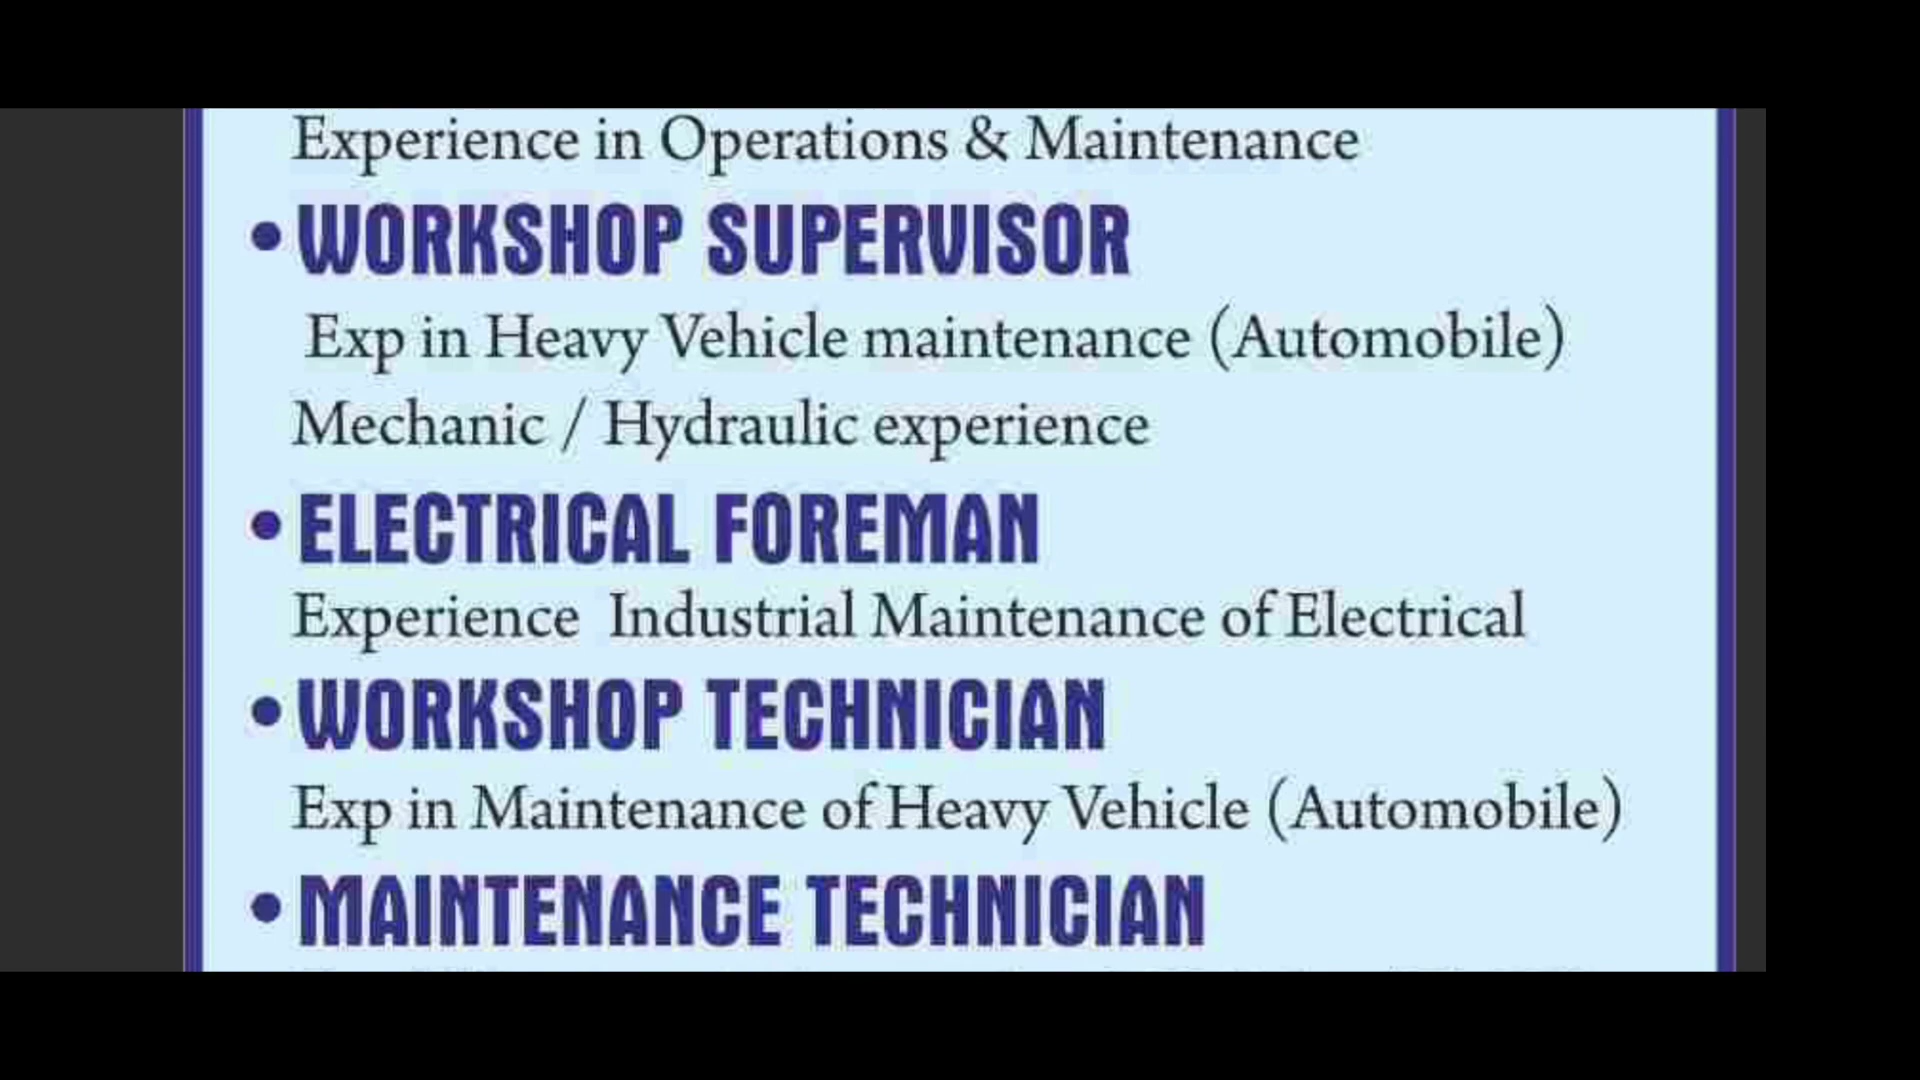 Experience in Operations & Maintenance
• WORKSHOP SUPERVISOR
Exp in Heavy Vehicle maintenance (Automobile)
Mechanic / Hydraulic experience
• ELECTRICAL FOREMAN
Experience Industrial Maintenance of Electrical
• WORKSHOP TECHNICIAN
Exp in Maintenance of Heavy Vehicle (Automobile)
• MAINTENANCE TECHNICIAN